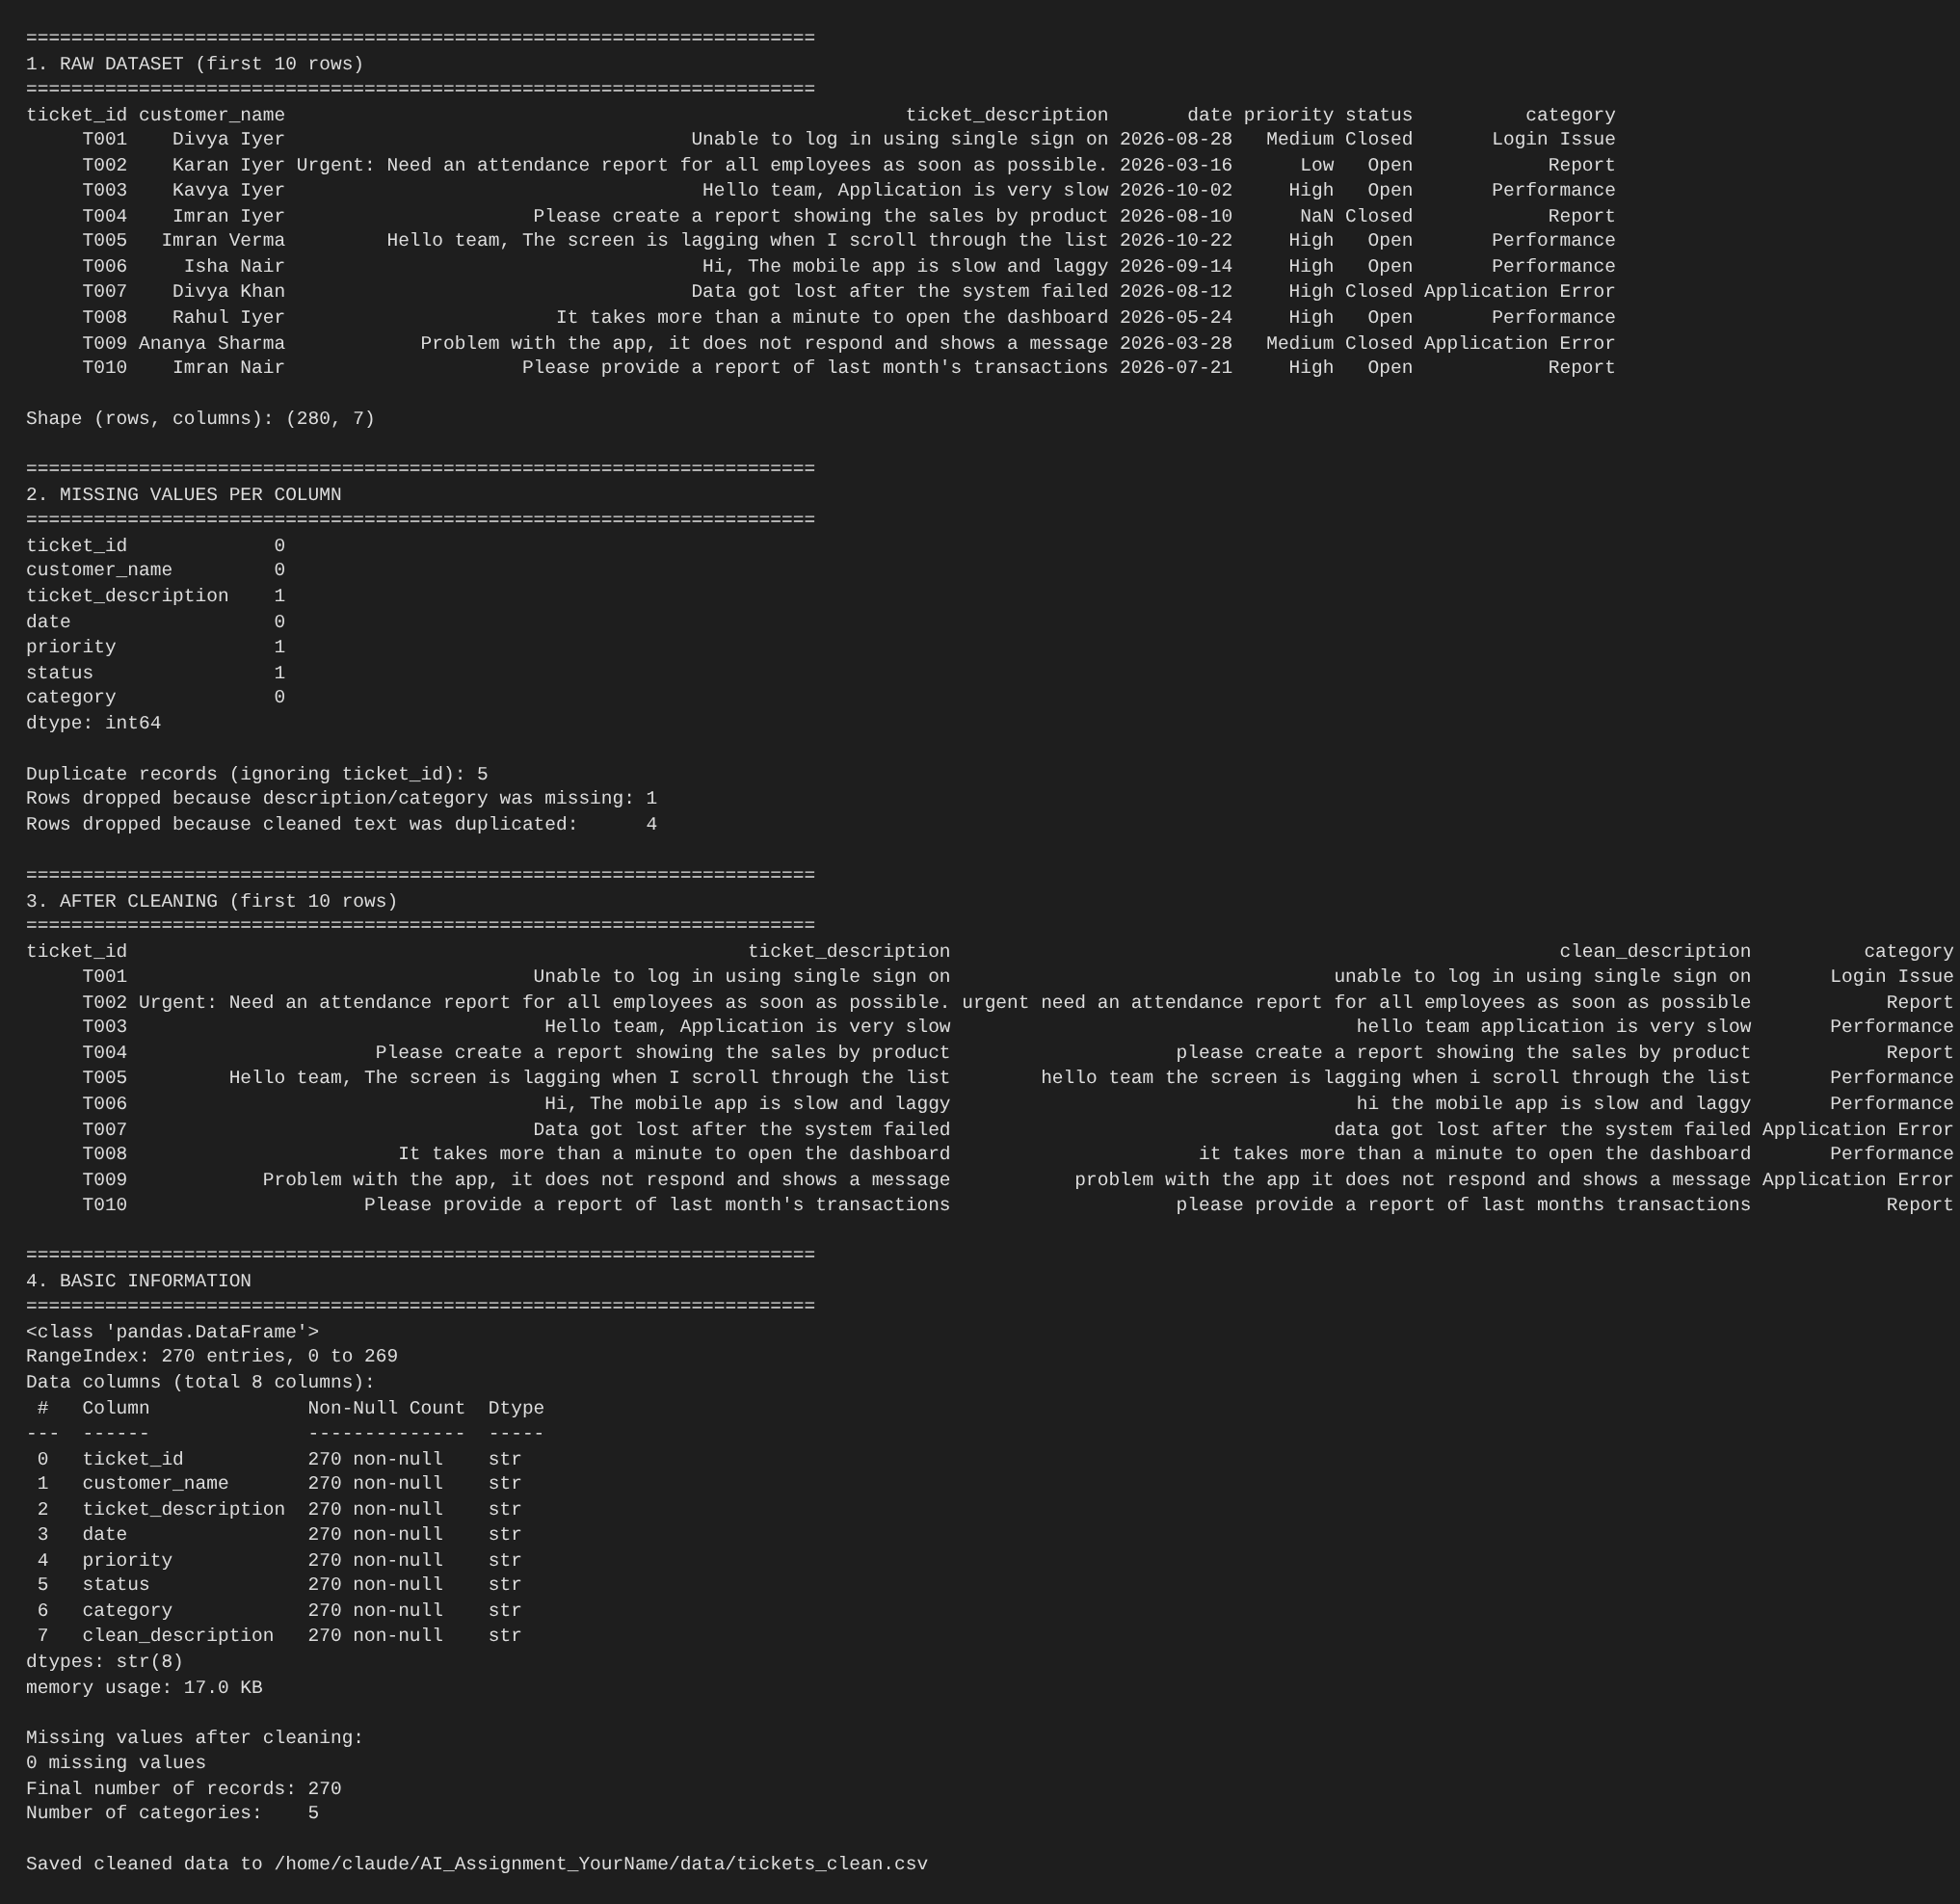 ======================================================================
1. RAW DATASET (first 10 rows)
======================================================================
ticket_id customer_name                                                       ticket_description       date priority status          category
     T001    Divya Iyer                                    Unable to log in using single sign on 2026-08-28   Medium Closed       Login Issue
     T002    Karan Iyer Urgent: Need an attendance report for all employees as soon as possible. 2026-03-16      Low   Open            Report
     T003    Kavya Iyer                                     Hello team, Application is very slow 2026-10-02     High   Open       Performance
     T004    Imran Iyer                      Please create a report showing the sales by product 2026-08-10      NaN Closed            Report
     T005   Imran Verma         Hello team, The screen is lagging when I scroll through the list 2026-10-22     High   Open       Performance
     T006     Isha Nair                                     Hi, The mobile app is slow and laggy 2026-09-14     High   Open       Performance
     T007    Divya Khan                                    Data got lost after the system failed 2026-08-12     High Closed Application Error
     T008    Rahul Iyer                        It takes more than a minute to open the dashboard 2026-05-24     High   Open       Performance
     T009 Ananya Sharma            Problem with the app, it does not respond and shows a message 2026-03-28   Medium Closed Application Error
     T010    Imran Nair                     Please provide a report of last month's transactions 2026-07-21     High   Open            Report

Shape (rows, columns): (280, 7)

======================================================================
2. MISSING VALUES PER COLUMN
======================================================================
ticket_id             0
customer_name         0
ticket_description    1
date                  0
priority              1
status                1
category              0
dtype: int64

Duplicate records (ignoring ticket_id): 5
Rows dropped because description/category was missing: 1
Rows dropped because cleaned text was duplicated:      4

======================================================================
3. AFTER CLEANING (first 10 rows)
======================================================================
ticket_id                                                       ticket_description                                                      clean_description          category
     T001                                    Unable to log in using single sign on                                  unable to log in using single sign on       Login Issue
     T002 Urgent: Need an attendance report for all employees as soon as possible. urgent need an attendance report for all employees as soon as possible            Report
     T003                                     Hello team, Application is very slow                                    hello team application is very slow       Performance
     T004                      Please create a report showing the sales by product                    please create a report showing the sales by product            Report
     T005         Hello team, The screen is lagging when I scroll through the list        hello team the screen is lagging when i scroll through the list       Performance
     T006                                     Hi, The mobile app is slow and laggy                                    hi the mobile app is slow and laggy       Performance
     T007                                    Data got lost after the system failed                                  data got lost after the system failed Application Error
     T008                        It takes more than a minute to open the dashboard                      it takes more than a minute to open the dashboard       Performance
     T009            Problem with the app, it does not respond and shows a message           problem with the app it does not respond and shows a message Application Error
     T010                     Please provide a report of last month's transactions                    please provide a report of last months transactions            Report

======================================================================
4. BASIC INFORMATION
======================================================================
<class 'pandas.DataFrame'>
RangeIndex: 270 entries, 0 to 269
Data columns (total 8 columns):
 #   Column              Non-Null Count  Dtype
---  ------              --------------  -----
 0   ticket_id           270 non-null    str
 1   customer_name       270 non-null    str
 2   ticket_description  270 non-null    str
 3   date                270 non-null    str
 4   priority            270 non-null    str
 5   status              270 non-null    str
 6   category            270 non-null    str
 7   clean_description   270 non-null    str
dtypes: str(8)
memory usage: 17.0 KB

Missing values after cleaning:
0 missing values
Final number of records: 270
Number of categories:    5

Saved cleaned data to /home/claude/AI_Assignment_YourName/data/tickets_clean.csv